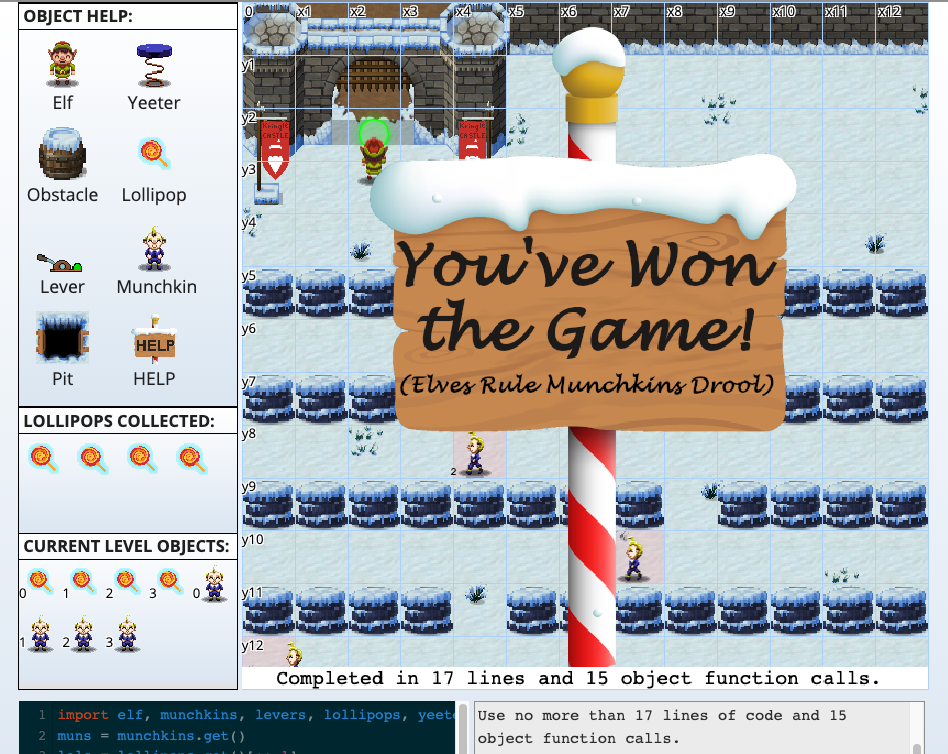 OBJECT HELP:
Elf
Yeeter
Obstacle
Lollipop
Lever
Munchkin
Pit
HELP
HELP
LOLLIPOPS COLLECTED:
CURRENT LEVEL OBJECTS:
0 1 2 3 0
1 2 3
0 x1 x2 x3 x4 x5 x6 x7 x8 x9 x10 x11 x12
y1
y2
y3
y4
y5
y6
y7
y8
y9
y10
y11
y12
CASTLE
CASTLE
You've Won
the Game!
(Elves Rule Munchkins Drool)
2
Completed in 17 lines and 15 object function calls.
1 import elf, munchkins, levers, lollipops, yeet
2 muns = munchkins.get()
Use no more than 17 lines of code and 15
object function calls.